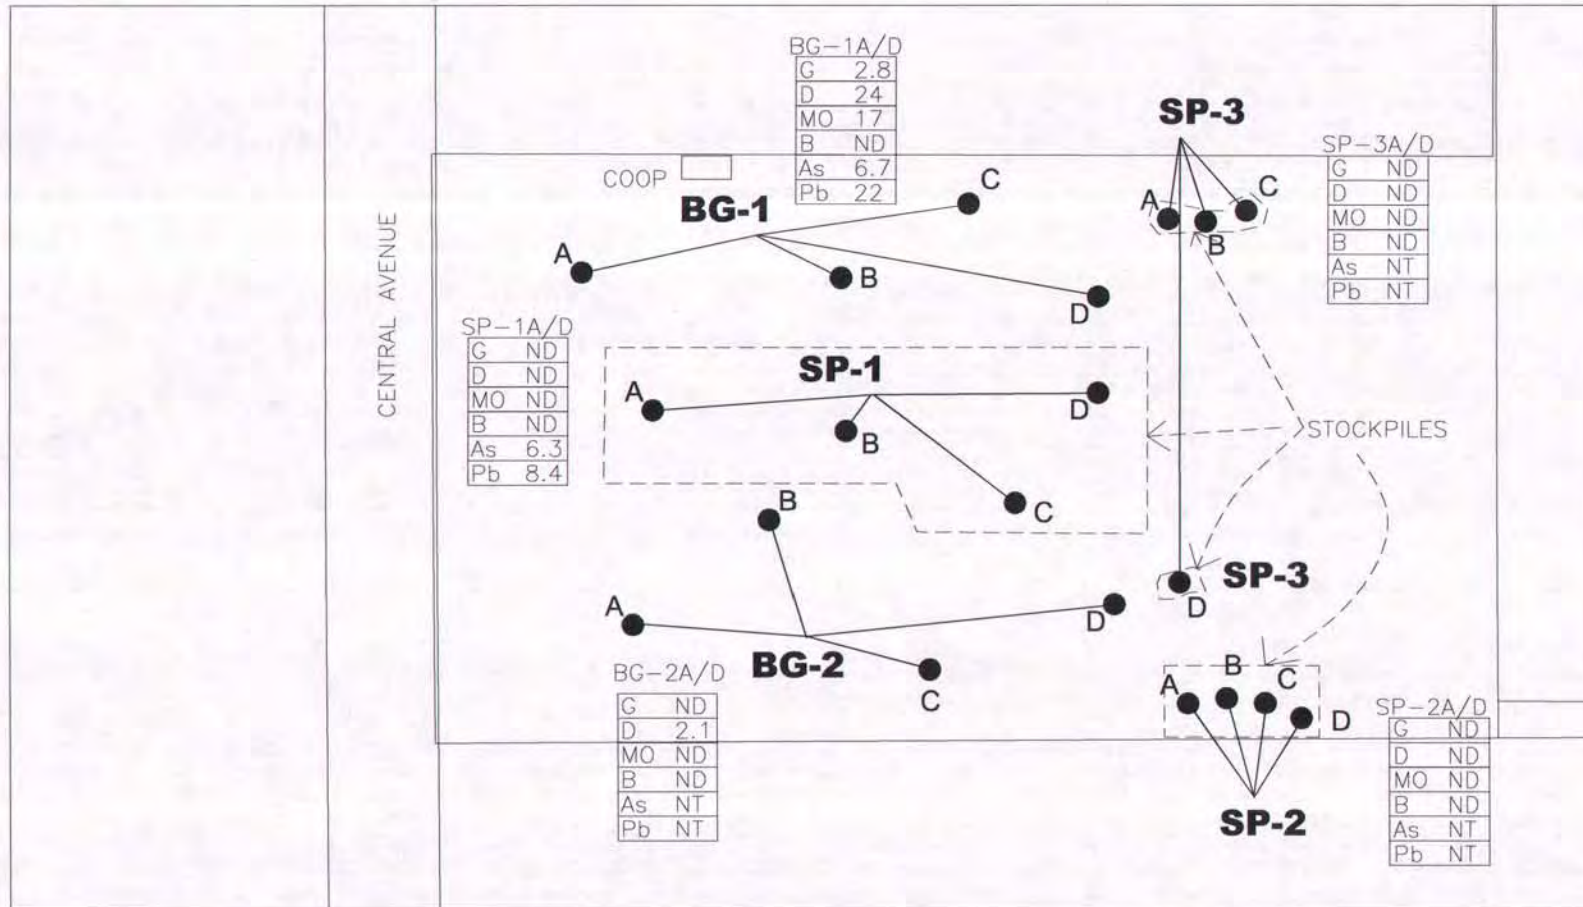 BG-1A/D
G 2.8
D 24
MO 17
B ND
As 6.7
Pb 22
SP-3
SP-3A/D
G ND
D ND
MO ND
B ND
As NT
Pb NT
COOP
BG-1
A
B
C
D
A
B
C
CENTRAL AVENUE
SP-1A/D
G ND
D ND
MO ND
B ND
As 6.3
Pb 8.4
SP-1
A
B
C
D
STOCKPILES
B
A
D
C
BG-2
SP-3
D
BG-2A/D
G ND
D 2.1
MO ND
B ND
As NT
Pb NT
A
B
C
D
SP-2
SP-2A/D
G ND
D ND
MO ND
B ND
As NT
Pb NT